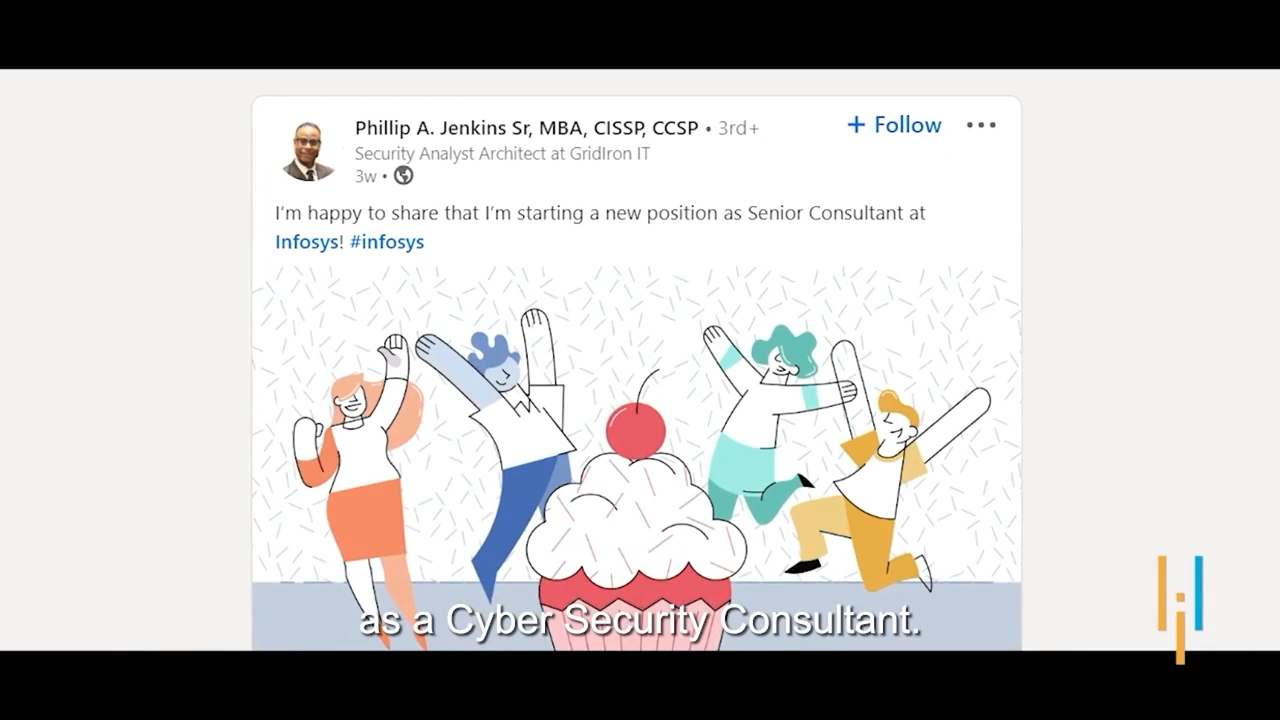 Phillip A. Jenkins Sr, MBA, CISSP, CCSP • 3rd+
+ Follow
Security Analyst Architect at GridIron IT
3w •
I'm happy to share that I'm starting a new position as Senior Consultant at
Infosys! #infosys
as a Cyber Security Consultant.